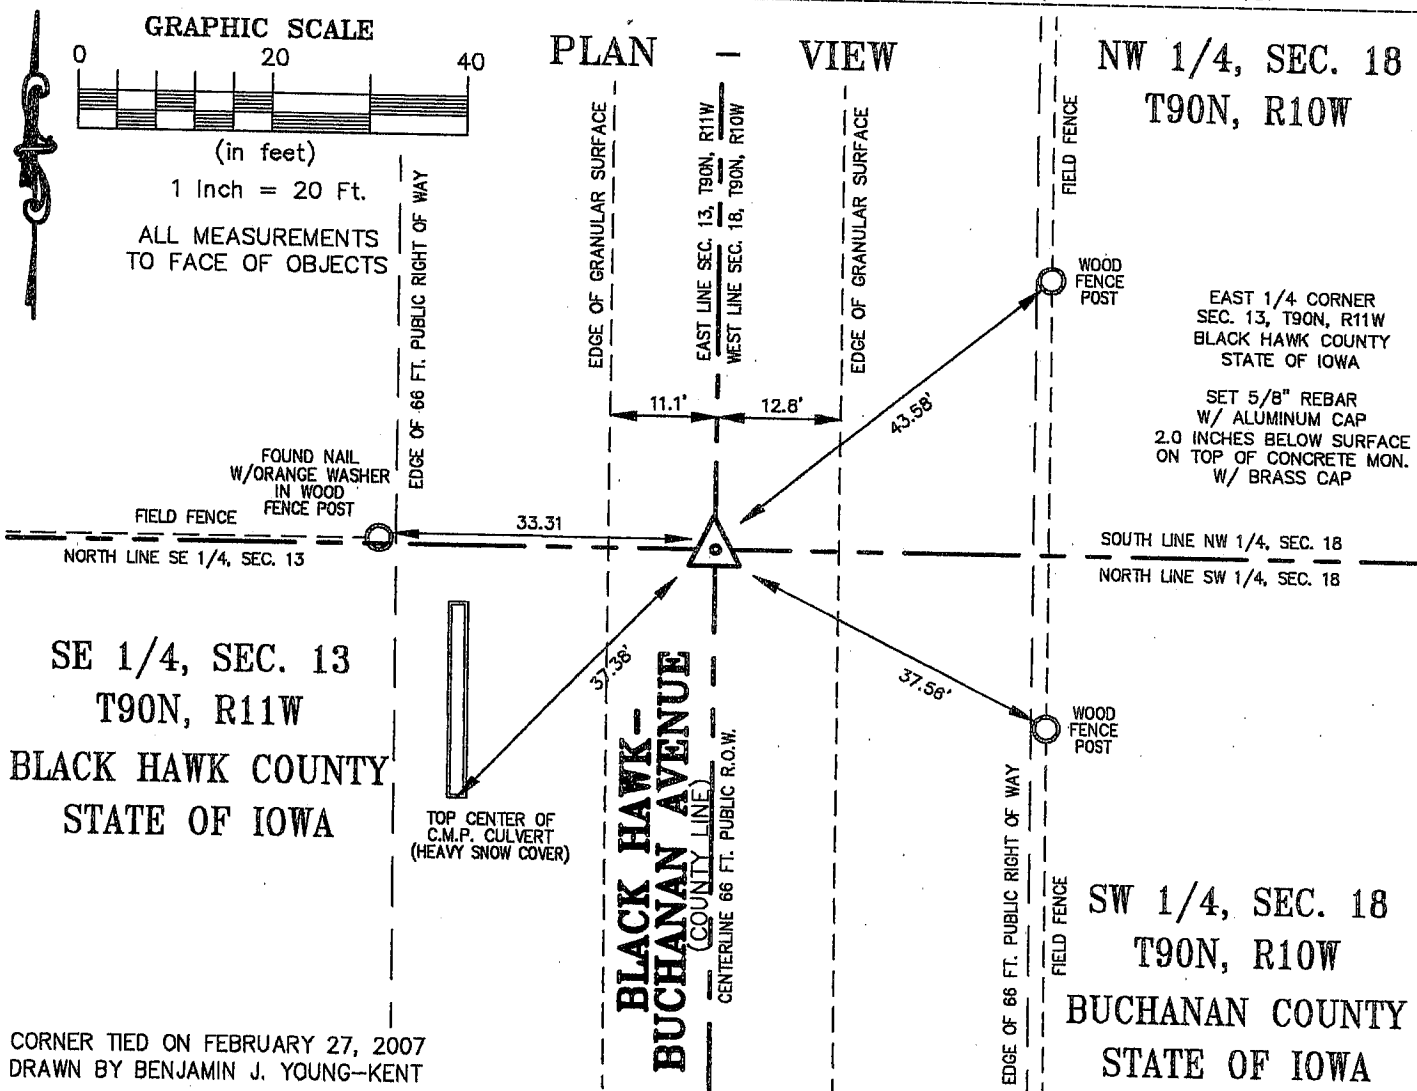 GRAPHIC SCALE
0 20 40
(in feet)
1 inch = 20 Ft.
ALL MEASUREMENTS
TO FACE OF OBJECTS
PLAN - VIEW
NW 1/4, SEC. 18
T90N, R10W
EDGE OF 66 FT. PUBLIC RIGHT OF WAY
EDGE OF GRANULAR SURFACE
EAST LINE SEC. 13, T90N, R11W
WEST LINE SEC. 18, T90N, R10W
EDGE OF GRANULAR SURFACE
FIELD FENCE
WOOD
FENCE
POST
EAST 1/4 CORNER
SEC. 13, T90N, R11W
BLACK HAWK COUNTY
STATE OF IOWA
SET 5/8" REBAR
W/ ALUMINUM CAP
2.0 INCHES BELOW SURFACE
ON TOP OF CONCRETE MON.
W/ BRASS CAP
11.1'
12.8'
43.58'
FOUND NAIL
W/ORANGE WASHER
IN WOOD
FENCE POST
FIELD FENCE
33.31
NORTH LINE SE 1/4, SEC. 13
SOUTH LINE NW 1/4, SEC. 18
NORTH LINE SW 1/4, SEC. 18
SE 1/4, SEC. 13
T90N, R11W
BLACK HAWK COUNTY
STATE OF IOWA
37.38'
37.56'
WOOD
FENCE
POST
TOP CENTER OF
C.M.P. CULVERT
(HEAVY SNOW COVER)
BLACK HAWK-
BUCHANAN AVENUE
(COUNTY LINE)
CENTERLINE 66 FT. PUBLIC R.O.W.
EDGE OF 66 FT. PUBLIC RIGHT OF WAY
FIELD FENCE
SW 1/4, SEC. 18
T90N, R10W
BUCHANAN COUNTY
STATE OF IOWA
CORNER TIED ON FEBRUARY 27, 2007
DRAWN BY BENJAMIN J. YOUNG-KENT